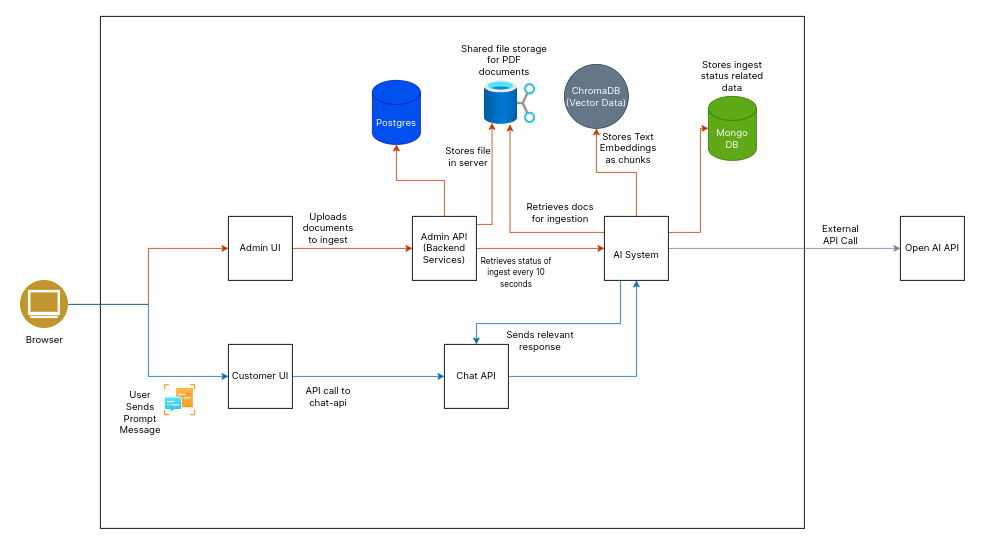 Shared file storage
for PDF
documents
Stores ingest
status related
data
Postgres
ChromaDB
(Vector Data)
Mongo
DB
Stores file
in server
Stores Text
Embeddings
as chunks
Uploads
documents
to ingest
Retrieves docs
for ingestion
Admin UI
Admin API
(Backend
Services)
AI System
External
API Call
Open AI API
Retrieves status of
ingest every 10
seconds
Browser
Sends relevant
response
Customer UI
Chat API
API call to
chat-api
User
Sends
Prompt
Message